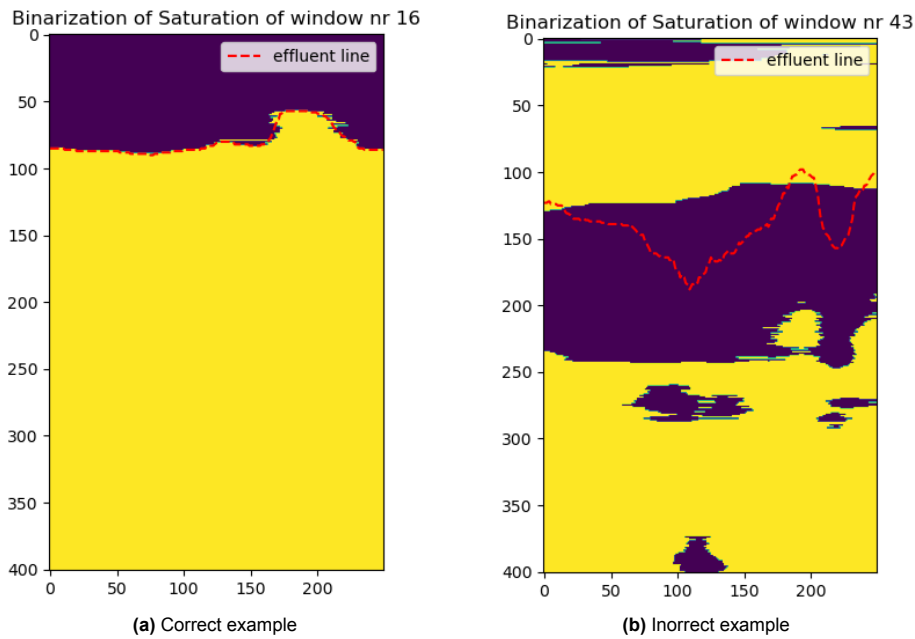 Binarization of Saturation of window nr 16
effluent line
0
50
100
150
200
250
300
350
400
0 50 100 150 200
(a) Correct example
Binarization of Saturation of window nr 43
effluent line
0
50
100
150
200
250
300
350
400
0 50 100 150 200
(b) Inorrect example